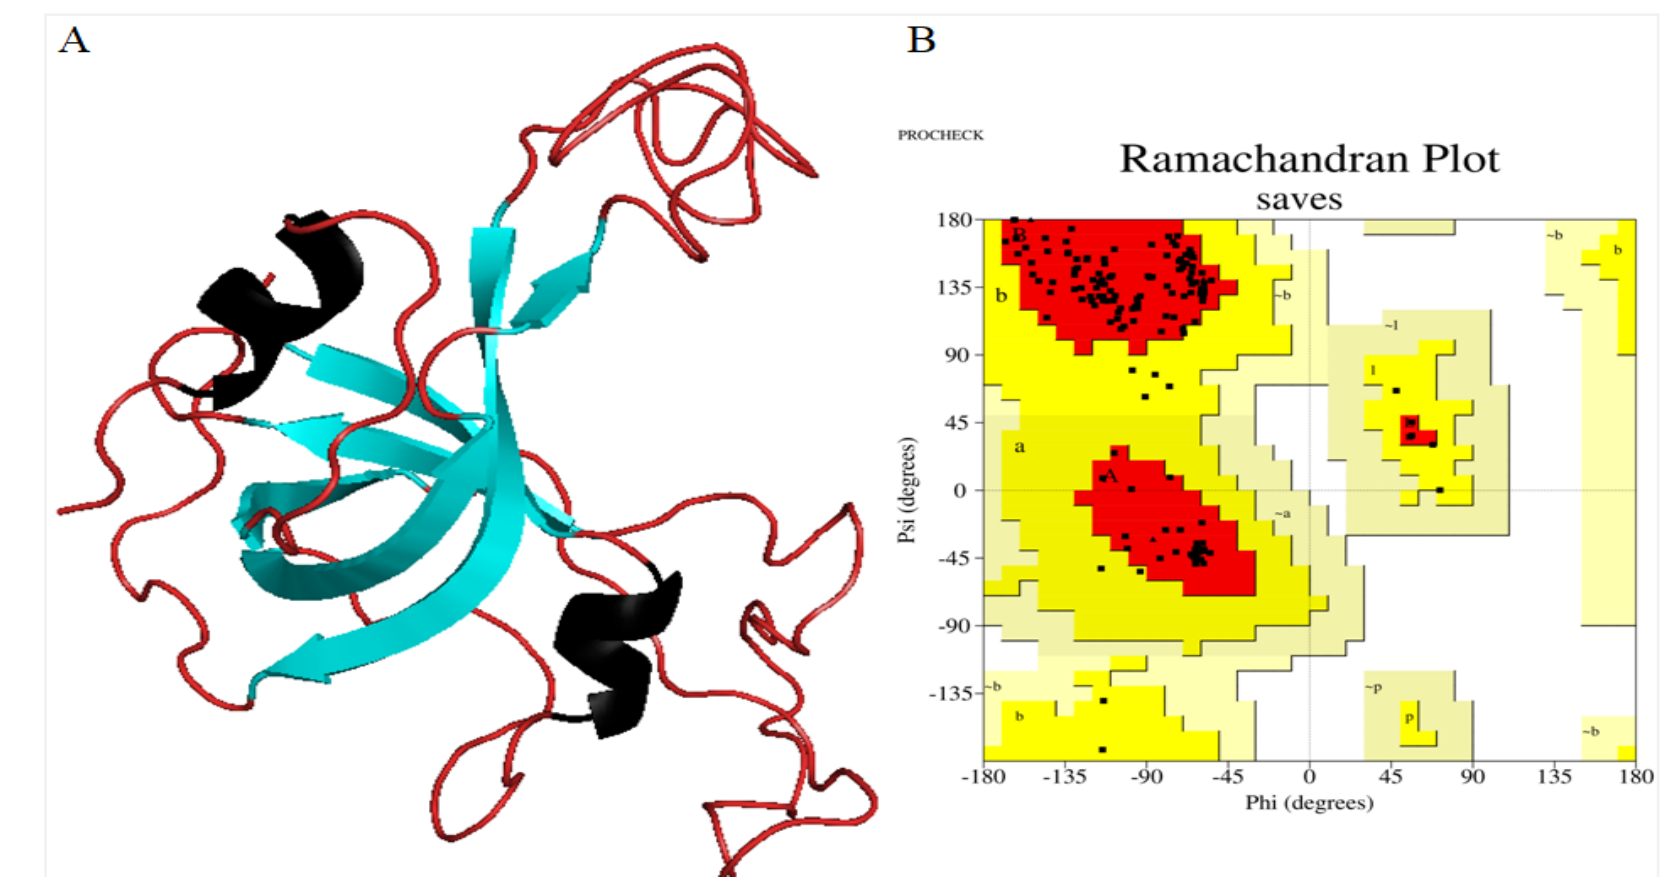 A
B
PROCHECK
Ramachandran Plot
saves
180
135
90
45
0
-45
-90
-135
Psi (degrees)
B
~b
b
b
~b
~l
l
a
A
~a
~b
b
~p
p
~b
-180 -135 -90 -45 0 45 90 135 180
Phi (degrees)